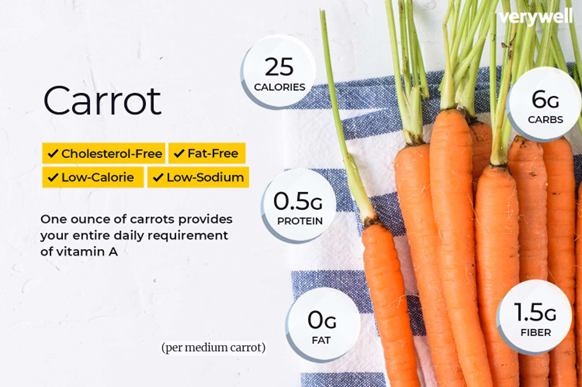 verywell
Carrot
✓ Cholesterol-Free ✓ Fat-Free
✓ Low-Calorie ✓ Low-Sodium
One ounce of carrots provides
your entire daily requirement
of vitamin A
25
CALORIES
6G
CARBS
0.5G
PROTEIN
0G
FAT
1.5G
FIBER
(per medium carrot)